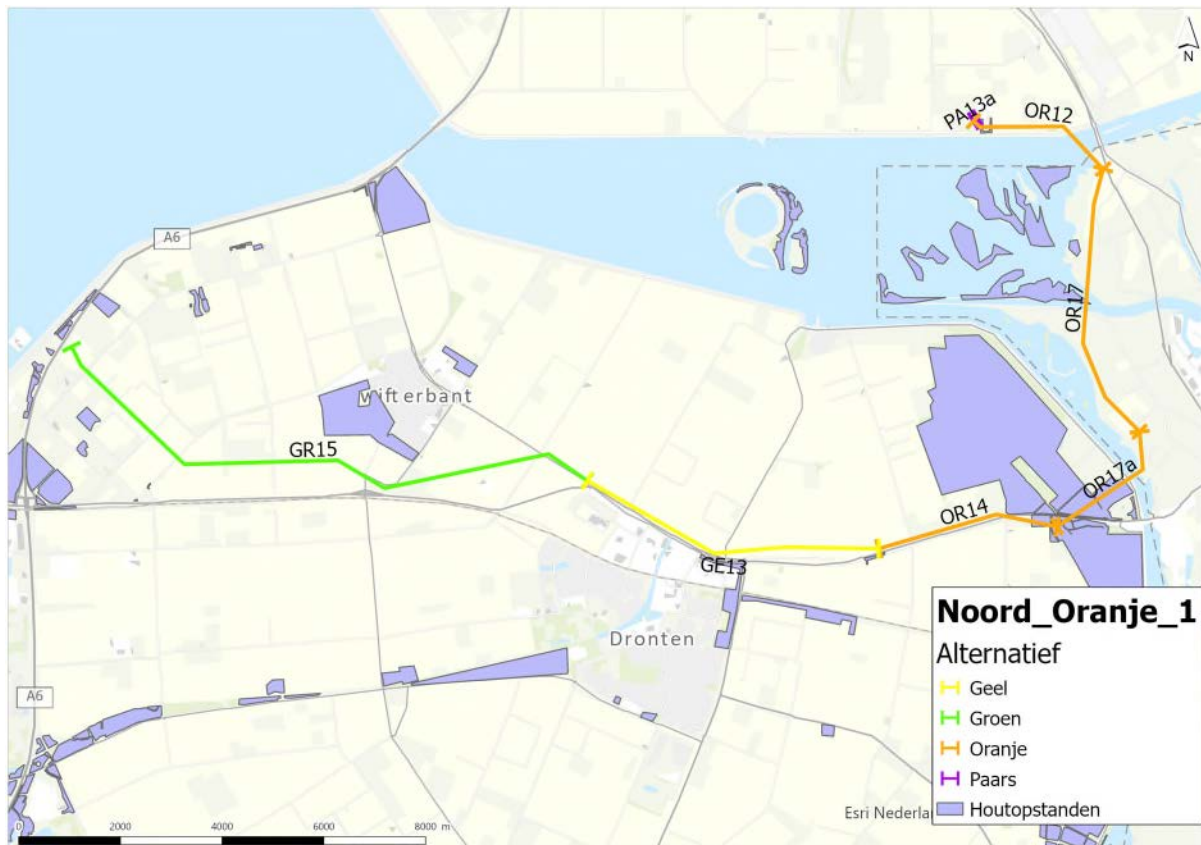 N
PA13a
OR12
A6
OR17
wifterbant
GR15
OR17a
OR14
GE13
Dronten
A6
Noord_Oranje_1
Alternatief
Geel
Groen
Oranje
Paars
Houtopstanden
Esri Nederla
0 2000 4000 6000 8000 m